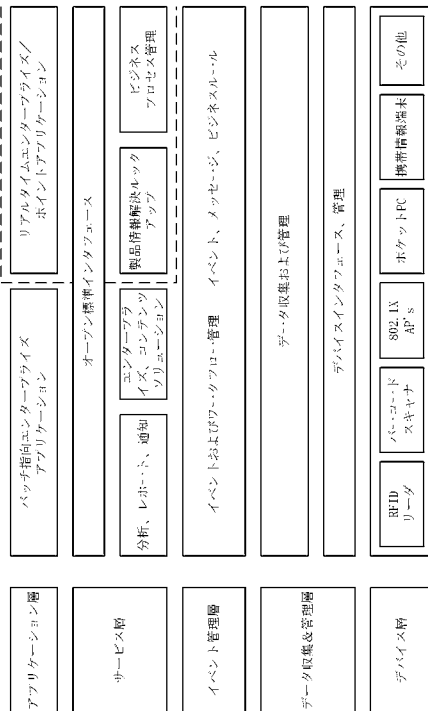 アプリケーション層
バッチ指向エンタープライズ
アプリケーション
リアルタイムエンタープライズ/
ポイントアプリケーション
サービス層
オープン標準インタフェース
分析、レポート、通知
エンタープラ
イズ、コンテンツ
ソリューション
製品情報解決ルック
アップ
ビジネス
プロセス管理
イベント管理層
イベントおよびワークフロー管理
イベント、メッセージ、ビジネスルール
データ収集&管理層
データ収集および管理
デバイスインタフェース、管理
デバイス層
RFID
リーダ
バーコード
スキャナ
802.1X
AP's
ポケットPC
携帯情報端末
その他